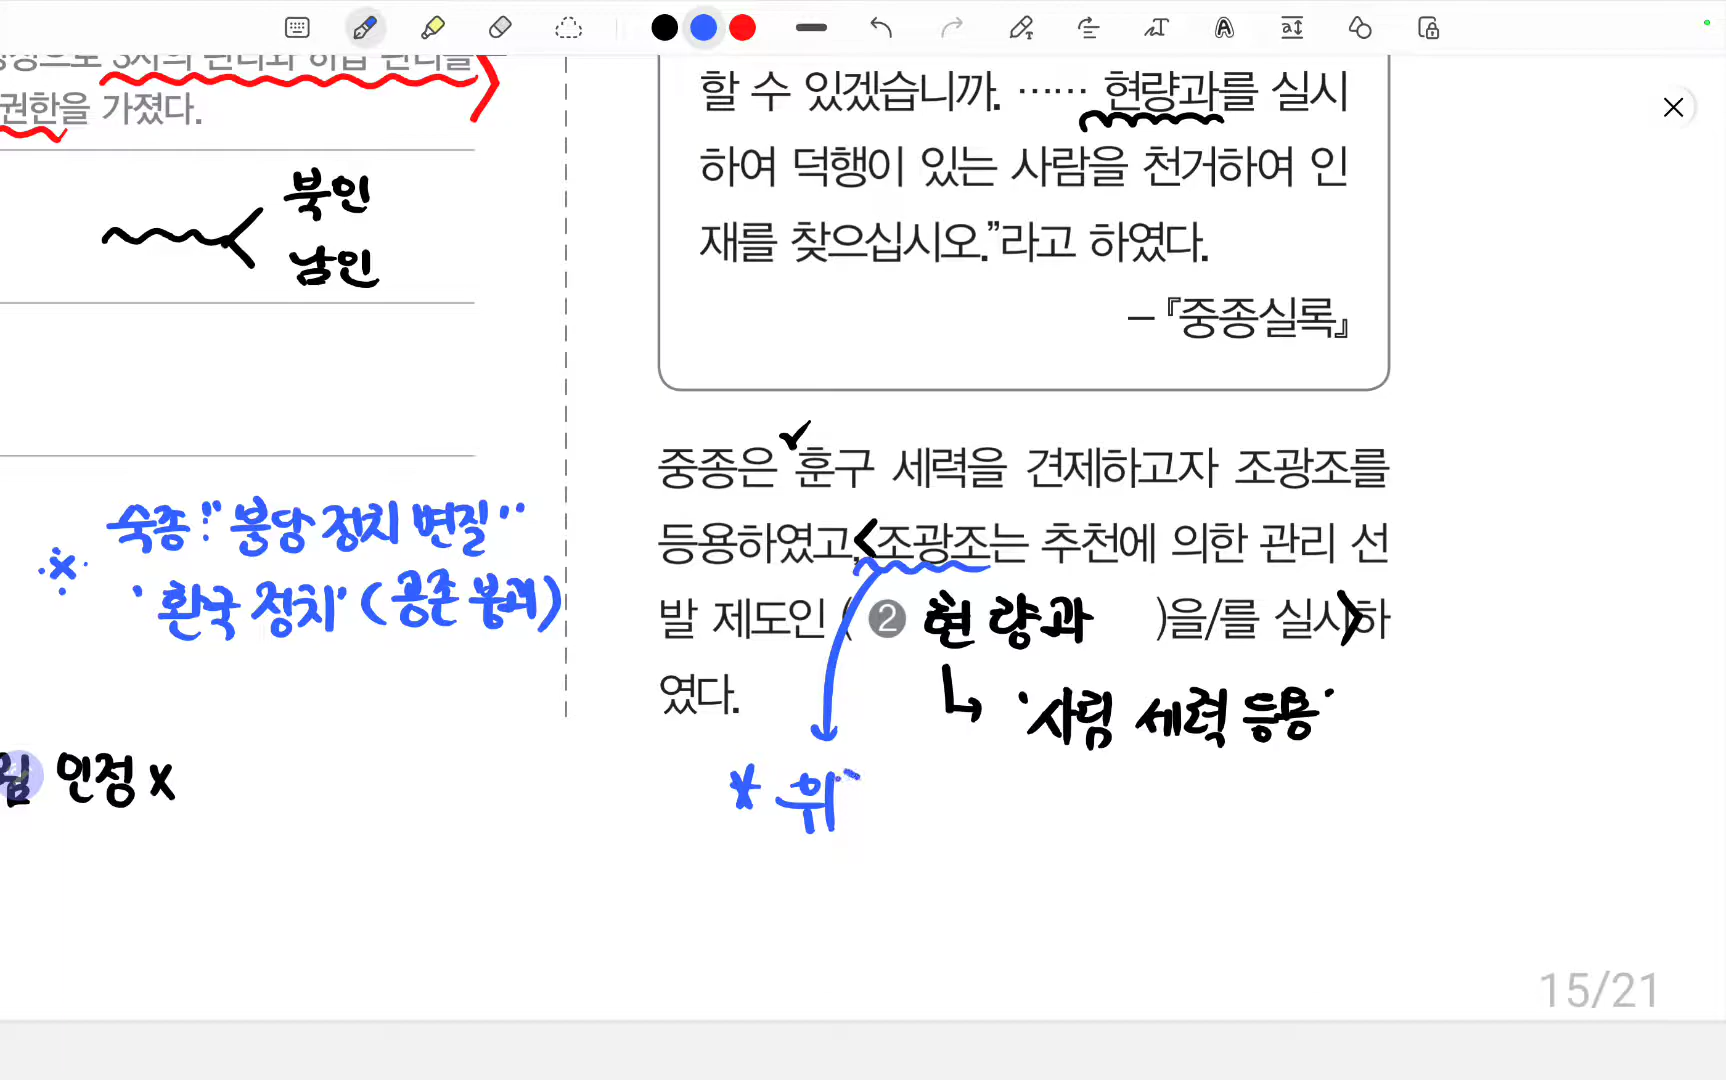 권한을 가졌다.
북인
남인
숙종: "붕당 정치 변질"
'환국 정치' (공존 붕괴)
인정 x
할 수 있겠습니까. …… 현량과를 실시
하여 덕행이 있는 사람을 천거하여 인
재를 찾으십시오.”라고 하였다.
– 『중종실록』
중종은 훈구 세력을 견제하고자 조광조를
등용하였고, <조광조는 추천에 의한 관리 선
발 제도인 ( 2 현량과 )을/를 실시>하
였다.
↳ '사림 세력 등용'
* 위
15/21